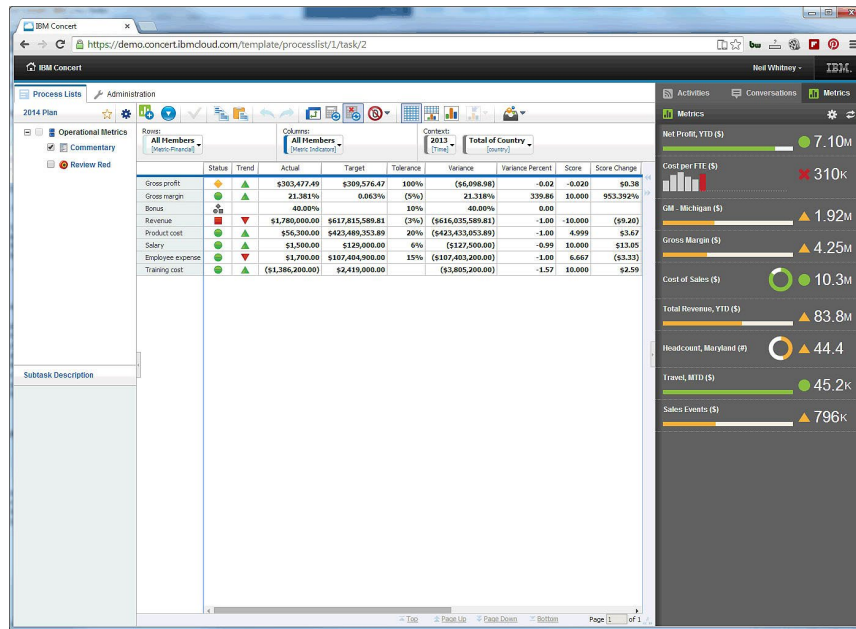 IBM Concert
https://demo.concert.ibmcloud.com/template/processlist/1/task/2
IBM Concert
Neil Whitney
IBM
Process Lists
Administration
Activities
Conversations
Metrics
2014 Plan
Metrics
Operational Metrics
Commentary
Review Red
Rows:
All Members
[Metric-Financial]
Columns:
All Members
[Metric Indicators]
Context:
2013
[Time]
Total of Country
[country]
Status Trend Actual Target Tolerance Variance Variance Percent Score Score Change
Gross profit $303,477.49 $309,576.47 100% ($6,098.98) -0.02 -0.020 $0.38
Gross margin 21.381% 0.063% (5%) 21.318% 339.86 10.000 953.392%
Bonus 40.00% 10% 40.00% 0.00
Revenue $1,780,000.00 $617,815,589.81 (3%) ($616,035,589.81) -1.00 -10.000 ($9.20)
Product cost $56,300.00 $423,489,353.89 20% ($423,433,053.89) -1.00 4.999 $3.67
Salary $1,500.00 $129,000.00 6% ($127,500.00) -0.99 10.000 $13.05
Employee expense $1,700.00 $107,404,900.00 15% ($107,403,200.00) -1.00 6.667 ($3.33)
Training cost ($1,386,200.00) $2,419,000.00 ($3,805,200.00) -1.57 10.000 $2.59
Subtask Description
Net Profit, YTD ($)
7.10M
Cost per FTE ($)
310K
GM - Michigan ($)
1.92M
Gross Margin ($)
4.25M
Cost of Sales ($)
10.3M
Total Revenue, YTD ($)
83.8M
Headcount, Maryland (#)
44.4
Travel, MTD ($)
45.2K
Sales Events ($)
796K
Top Page Up Page Down Bottom Page 1 of 1